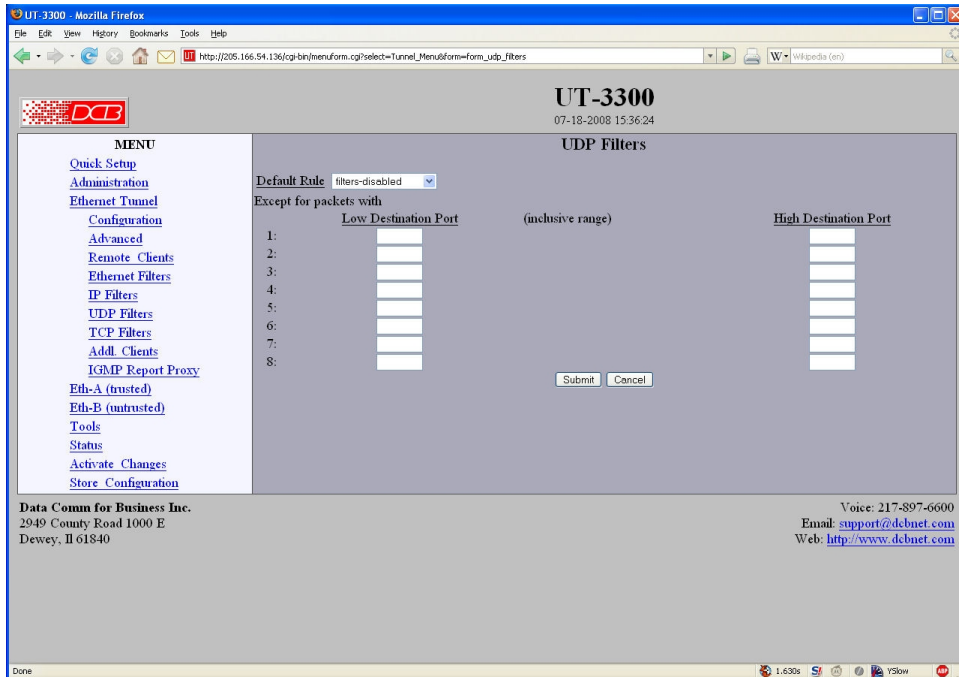 UT-3300 - Mozilla Firefox
File Edit View History Bookmarks Tools Help
UT http://205.166.54.136/cgi-bin/menuform.cgi?select=Tunnel_Menu&form=form_udp_filters W Wikipedia (en)
DCB
UT-3300
07-18-2008 15:36:24
MENU
Quick Setup
Administration
Ethernet Tunnel
Configuration
Advanced
Remote Clients
Ethernet Filters
IP Filters
UDP Filters
TCP Filters
Addl. Clients
IGMP Report Proxy
Eth-A (trusted)
Eth-B (untrusted)
Tools
Status
Activate Changes
Store Configuration
UDP Filters
Default Rule filters-disabled
Except for packets with
Low Destination Port (inclusive range) High Destination Port
1:
2:
3:
4:
5:
6:
7:
8:
Submit Cancel
Data Comm for Business Inc.
2949 County Road 1000 E
Dewey, Il 61840
Voice: 217-897-6600
Email: support@dcbnet.com
Web: http://www.dcbnet.com
Done 1.630s S! YSlow ABP